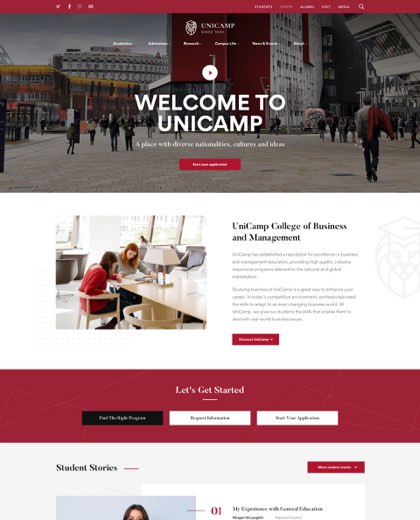 STUDENTS STAFFS ALUMNI VISIT MEDIA
UNICAMP
SINCE 1992
Academics Admissions Research Campus Life News & Events About
WELCOME TO
UNICAMP
A place with diverse nationalities, cultures and ideas
Start your application
UniCamp College of Business
and Management
UniCamp has established a reputation for excellence in business
and management education, providing high quality, industry
responsive programs relevant to the national and global
marketplace.
Studying business at UniCamp is a great way to enhance your
career. In today's competitive environment, professionals need
the skills to adapt to an ever-changing business world. At
UniCamp, we give our students the skills that enable them to
deal with real-world business issues.
Discover UniCamp →
Let's Get Started
Find The Right Program
Request Information
Start Your Application
Student Stories
More student stories →
01
My Experience with General Education
Morgan McLaughlin
Graduate Student